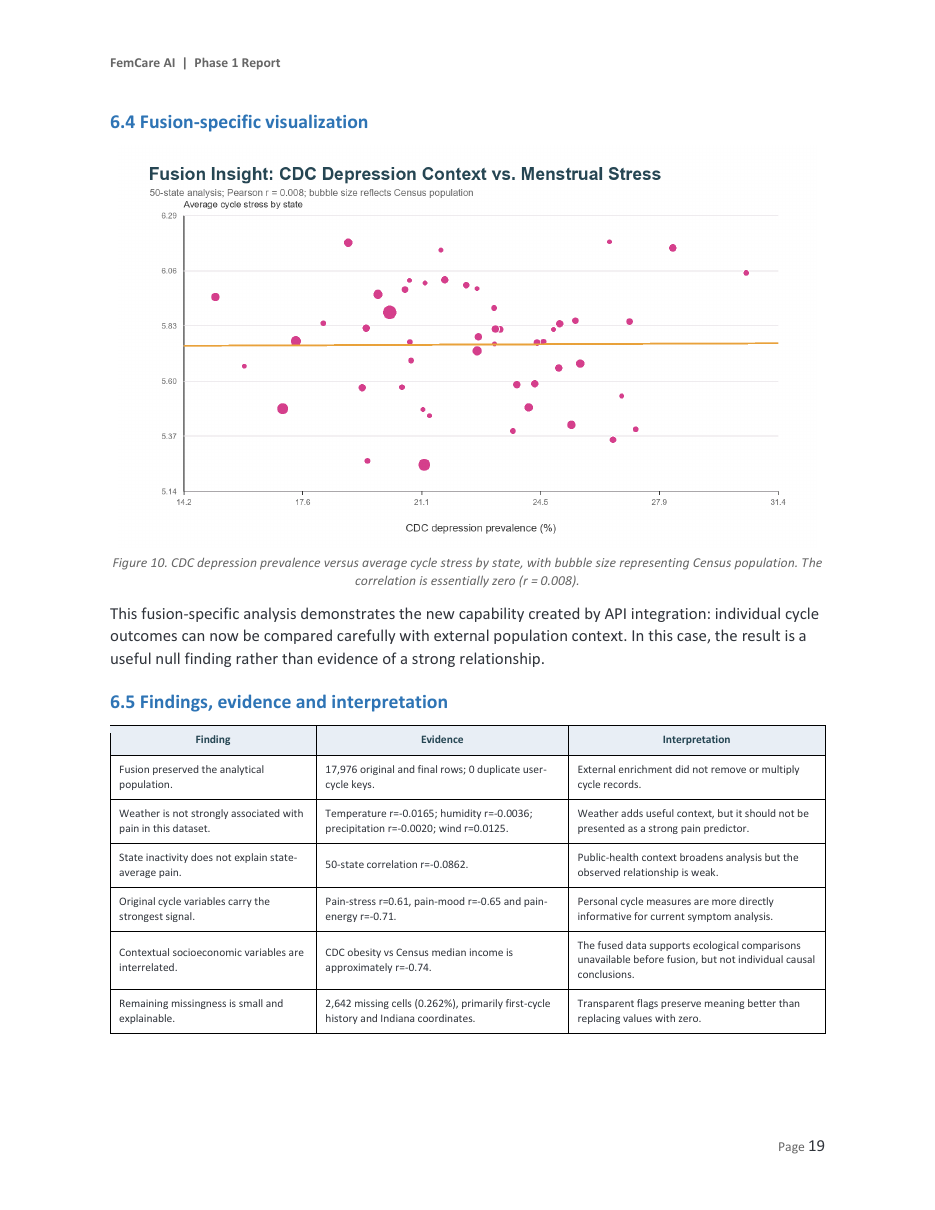 FemCare AI | Phase 1 Report
6.4 Fusion-specific visualization
Fusion Insight: CDC Depression Context vs. Menstrual Stress
50-state analysis; Pearson r = 0.008; bubble size reflects Census population
Average cycle stress by state
6.29
6.06
5.83
5.60
5.37
5.14
14.2
17.6
21.1
24.5
27.9
31.4
CDC depression prevalence (%)
Figure 10. CDC depression prevalence versus average cycle stress by state, with bubble size representing Census population. The
correlation is essentially zero (r = 0.008).
This fusion-specific analysis demonstrates the new capability created by API integration: individual cycle
outcomes can now be compared carefully with external population context. In this case, the result is a
useful null finding rather than evidence of a strong relationship.
6.5 Findings, evidence and interpretation
Finding
Evidence
Interpretation
Fusion preserved the analytical
population.
17,976 original and final rows; 0 duplicate user-
cycle keys.
External enrichment did not remove or multiply
cycle records.
Weather is not strongly associated with
pain in this dataset.
Temperature r=-0.0165; humidity r=-0.0036;
precipitation r=-0.0020; wind r=0.0125.
Weather adds useful context, but it should not be
presented as a strong pain predictor.
State inactivity does not explain state-
average pain.
50-state correlation r=-0.0862.
Public-health context broadens analysis but the
observed relationship is weak.
Original cycle variables carry the
strongest signal.
Pain-stress r=0.61, pain-mood r=-0.65 and pain-
energy r=-0.71.
Personal cycle measures are more directly
informative for current symptom analysis.
Contextual socioeconomic variables are
interrelated.
CDC obesity vs Census median income is
approximately r=-0.74.
The fused data supports ecological comparisons
unavailable before fusion, but not individual causal
conclusions.
Remaining missingness is small and
explainable.
2,642 missing cells (0.262%), primarily first-cycle
history and Indiana coordinates.
Transparent flags preserve meaning better than
replacing values with zero.
Page 19